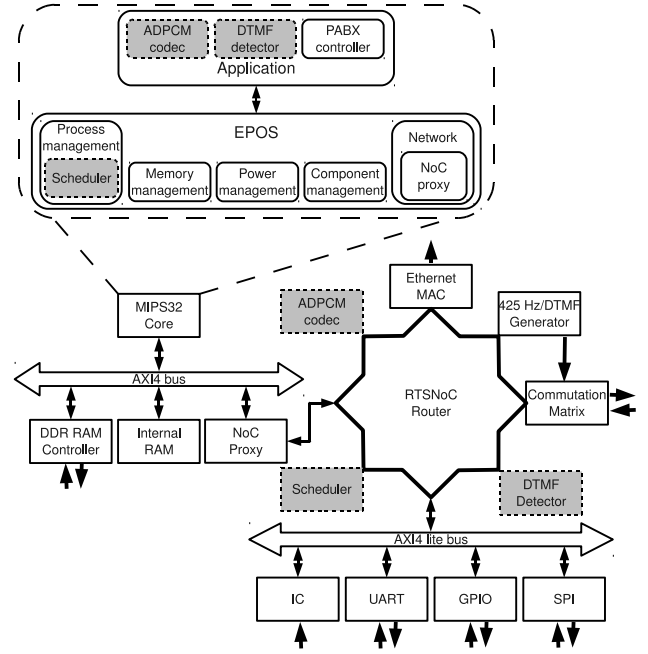 ADPCM
codec
DTMF
detector
PABX
controller
Application
EPOS
Process
management
Scheduler
Memory
management
Power
management
Component
management
Network
NoC
proxy
MIPS32
Core
AXI4 bus
DDR RAM
Controller
Internal
RAM
NoC
Proxy
ADPCM
codec
Ethernet
MAC
425 Hz/DTMF
Generator
RTSNoC
Router
Commutation
Matrix
Scheduler
DTMF
Detector
AXI4 lite bus
IC
UART
GPIO
SPI